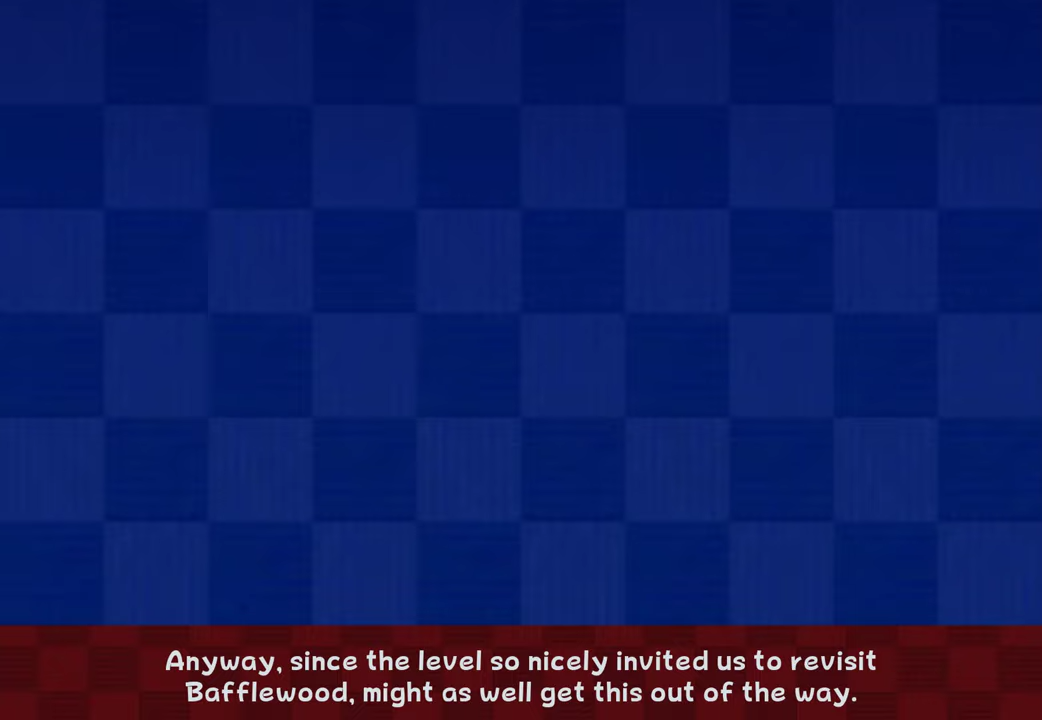 Anyway, since the level so nicely invited us to revisit
Bafflewood, might as well get this out of the way.